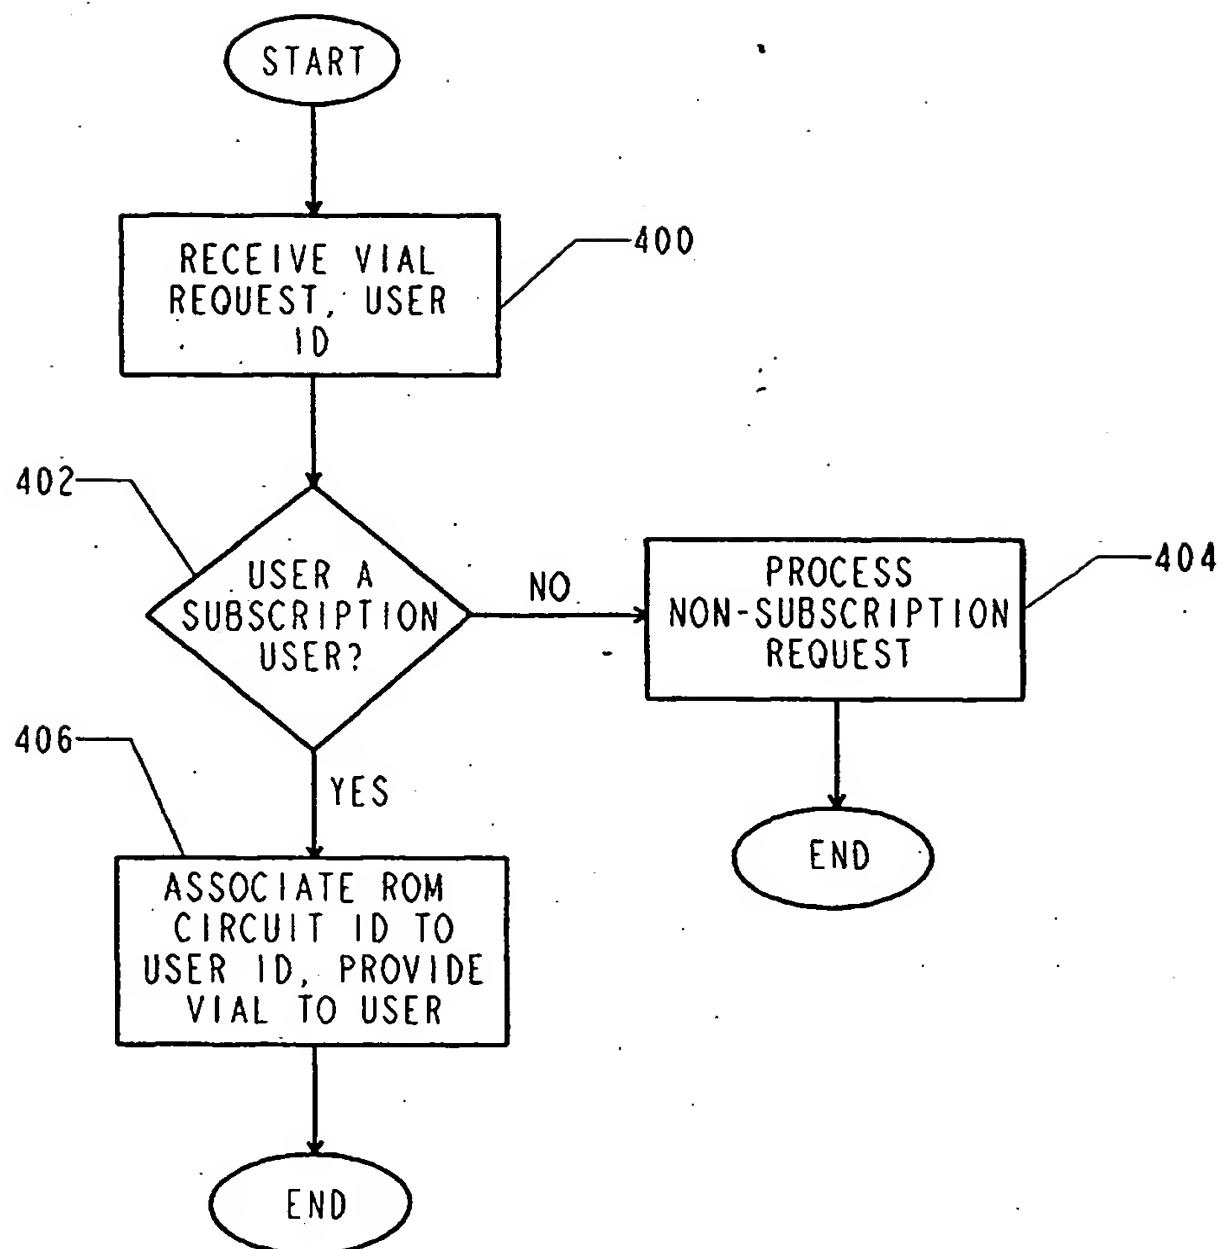 START
RECEIVE VIAL
REQUEST, USER
ID
400
402
USER A
SUBSCRIPTION
USER?
NO
PROCESS
NON-SUBSCRIPTION
REQUEST
404
406
YES
ASSOCIATE ROM
CIRCUIT ID TO
USER ID, PROVIDE
VIAL TO USER
END
END